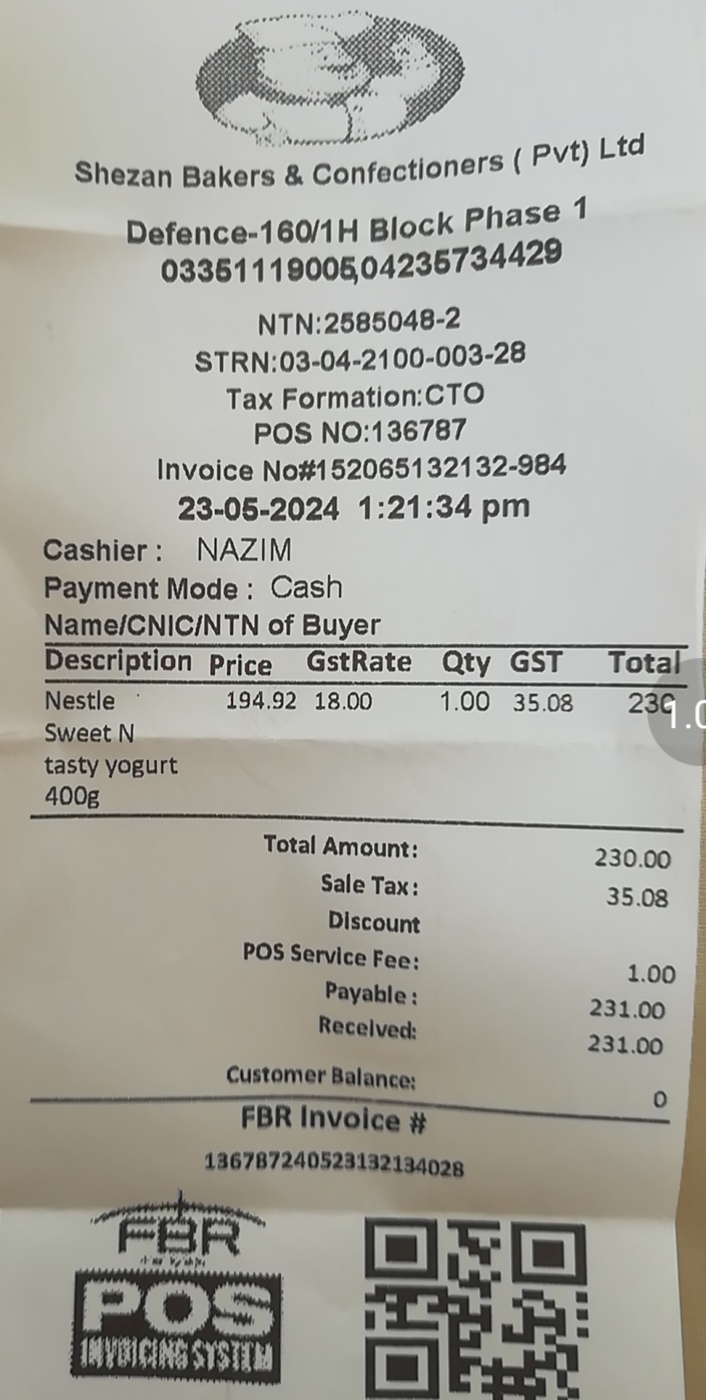 Shezan Bakers & Confectioners ( Pvt) Ltd
Defence-160/1H Block Phase 1
03351119005,04235734429
NTN:2585048-2
STRN:03-04-2100-003-28
Tax Formation:CTO
POS NO:136787
Invoice No#152065132132-984
23-05-2024 1:21:34 pm
Cashier : NAZIM
Payment Mode : Cash
Name/CNIC/NTN of Buyer
Description Price GstRate Qty GST Total
Nestle 194.92 18.00 1.00 35.08 230
Sweet N
tasty yogurt
400g
Total Amount: 230.00
Sale Tax: 35.08
Discount
POS Service Fee: 1.00
Payable : 231.00
Received: 231.00
Customer Balance: 0
FBR Invoice #
136787240523132134028
FBR
POS
INVOICING SYSTEM